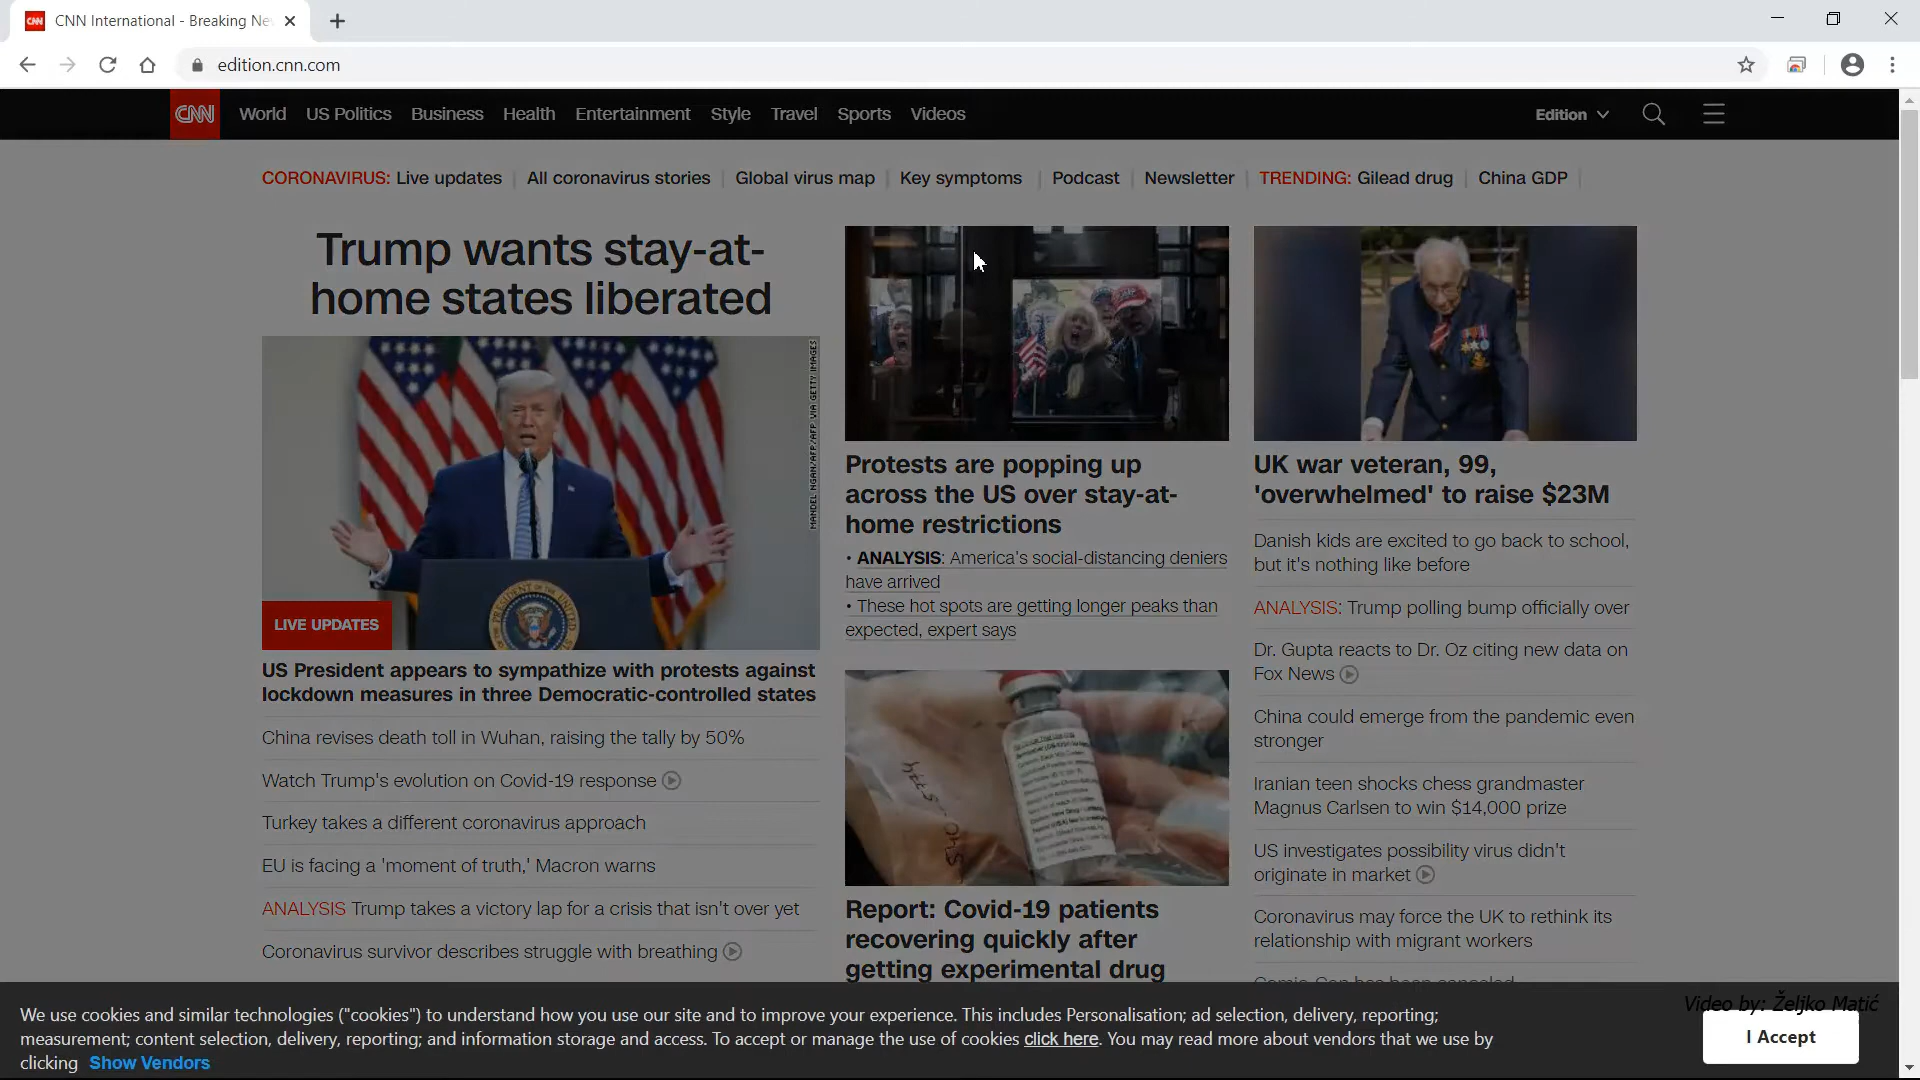 CNN International - Breaking Ne
edition.cnn.com
CNN World US Politics Business Health Entertainment Style Travel Sports Videos Edition
CORONAVIRUS: Live updates All coronavirus stories Global virus map Key symptoms Podcast Newsletter TRENDING: Gilead drug China GDP
Trump wants stay-at-
home states liberated
MANDEL NGAN/AFP/AFP VIA GETTY IMAGES
LIVE UPDATES
US President appears to sympathize with protests against
lockdown measures in three Democratic-controlled states
China revises death toll in Wuhan, raising the tally by 50%
Watch Trump's evolution on Covid-19 response
Turkey takes a different coronavirus approach
EU is facing a 'moment of truth,' Macron warns
ANALYSIS Trump takes a victory lap for a crisis that isn't over yet
Coronavirus survivor describes struggle with breathing
Protests are popping up
across the US over stay-at-
home restrictions
• ANALYSIS: America's social-distancing deniers
have arrived
• These hot spots are getting longer peaks than
expected, expert says
Report: Covid-19 patients
recovering quickly after
getting experimental drug
UK war veteran, 99,
'overwhelmed' to raise $23M
Danish kids are excited to go back to school,
but it's nothing like before
ANALYSIS: Trump polling bump officially over
Dr. Gupta reacts to Dr. Oz citing new data on
Fox News
China could emerge from the pandemic even
stronger
Iranian teen shocks chess grandmaster
Magnus Carlsen to win $14,000 prize
US investigates possibility virus didn't
originate in market
Coronavirus may force the UK to rethink its
relationship with migrant workers
Comic-Con has been canceled
Video by: Željko Matić
We use cookies and similar technologies ("cookies") to understand how you use our site and to improve your experience. This includes Personalisation; ad selection, delivery, reporting;
measurement; content selection, delivery, reporting; and information storage and access. To accept or manage the use of cookies click here. You may read more about vendors that we use by
clicking Show Vendors
I Accept